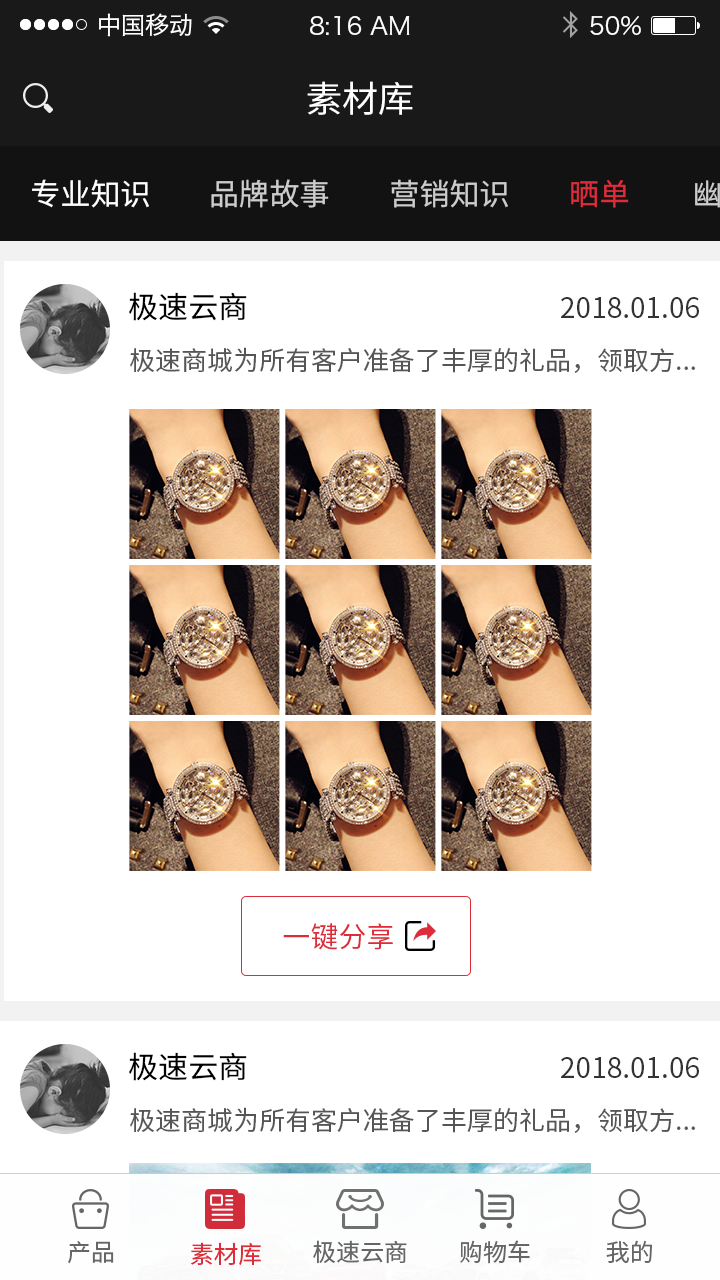 中国移动 8:16 AM 50%
素材库
专业知识 品牌故事 营销知识 晒单 幽
极速云商 2018.01.06
极速商城为所有客户准备了丰厚的礼品，领取方...
一键分享
极速云商 2018.01.06
极速商城为所有客户准备了丰厚的礼品，领取方...
产品 素材库 极速云商 购物车 我的